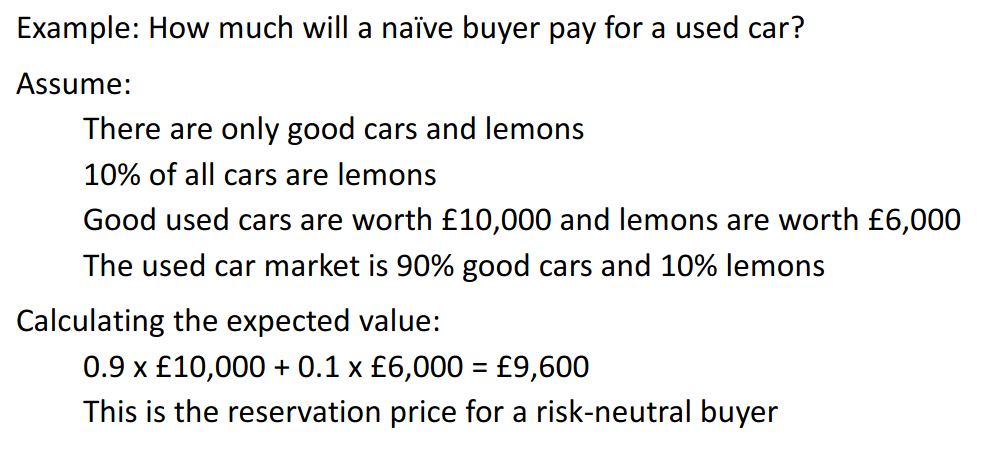 Example: How much will a naïve buyer pay for a used car?
Assume:
There are only good cars and lemons
10% of all cars are lemons
Good used cars are worth £10,000 and lemons are worth £6,000
The used car market is 90% good cars and 10% lemons
Calculating the expected value:
0.9 x £10,000 + 0.1 x £6,000 = £9,600
This is the reservation price for a risk-neutral buyer